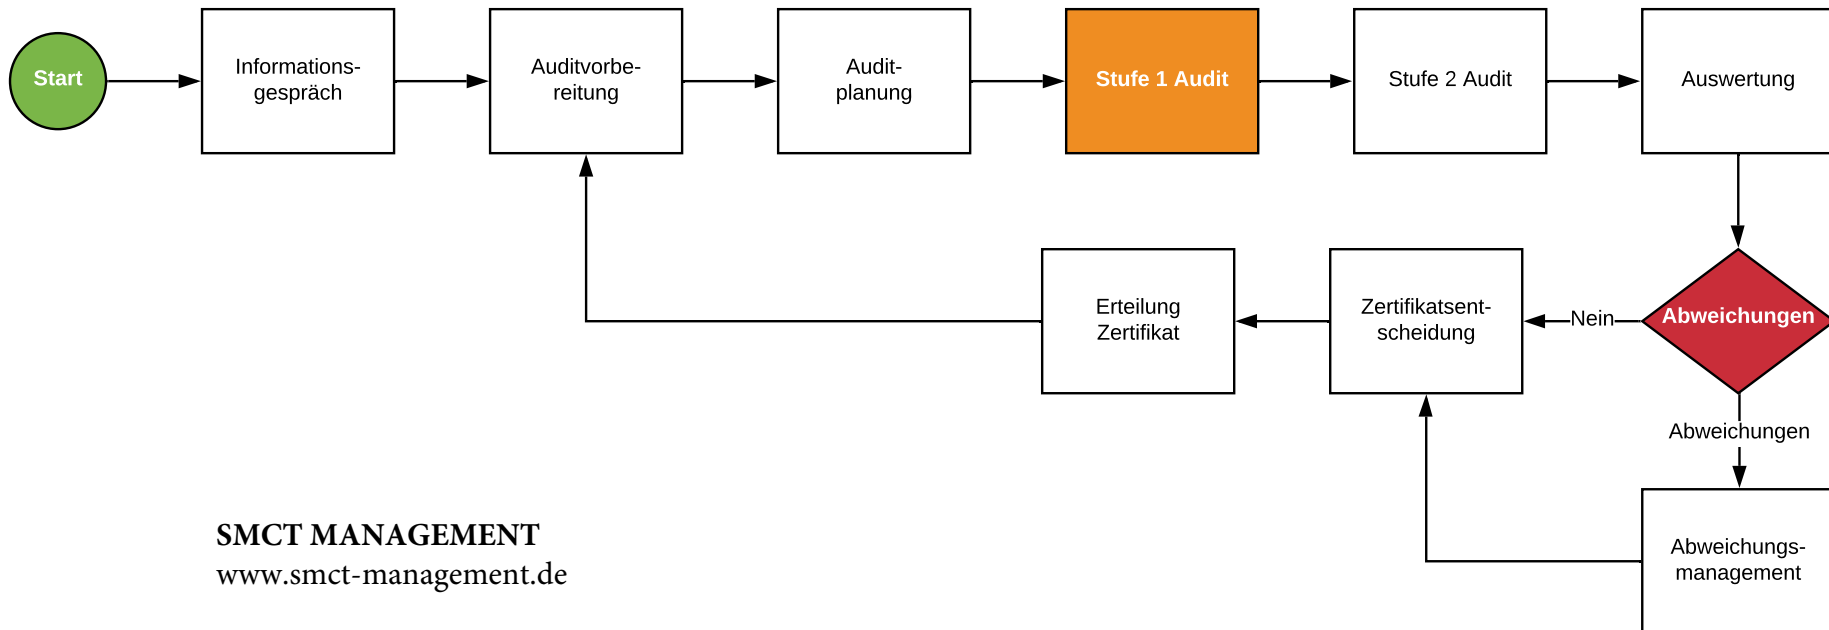 Start
Informations-
gespräch
Auditvorbe-
reitung
Audit-
planung
Stufe 1 Audit
Stufe 2 Audit
Auswertung
Erteilung
Zertifikat
Zertifikatsent-
scheidung
Nein
Abweichungen
Abweichungen
Abweichungs-
management
SMCT MANAGEMENT
www.smct-management.de